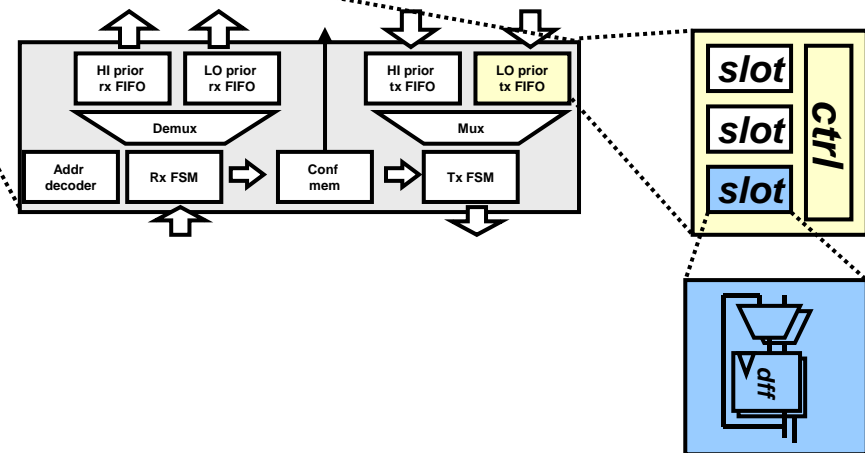 HI prior
rx FIFO
LO prior
rx FIFO
HI prior
tx FIFO
LO prior
tx FIFO
Demux
Mux
Addr
decoder
Rx FSM
Conf
mem
Tx FSM
slot
slot
slot
ctrl
dff